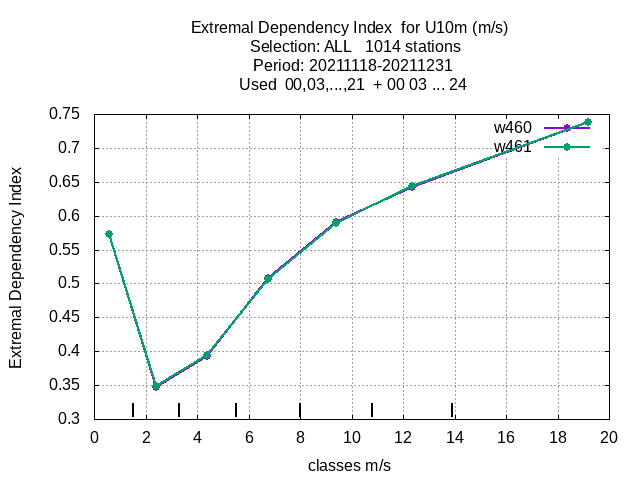 Extremal Dependency Index  for U10m (m/s)
Selection: ALL   1014 stations
Period: 20211118-20211231
Used  00,03,...,21  + 00 03 ... 24
w460
w461
Extremal Dependency Index
0.75
0.7
0.65
0.6
0.55
0.5
0.45
0.4
0.35
0.3
0 2 4 6 8 10 12 14 16 18 20
classes m/s